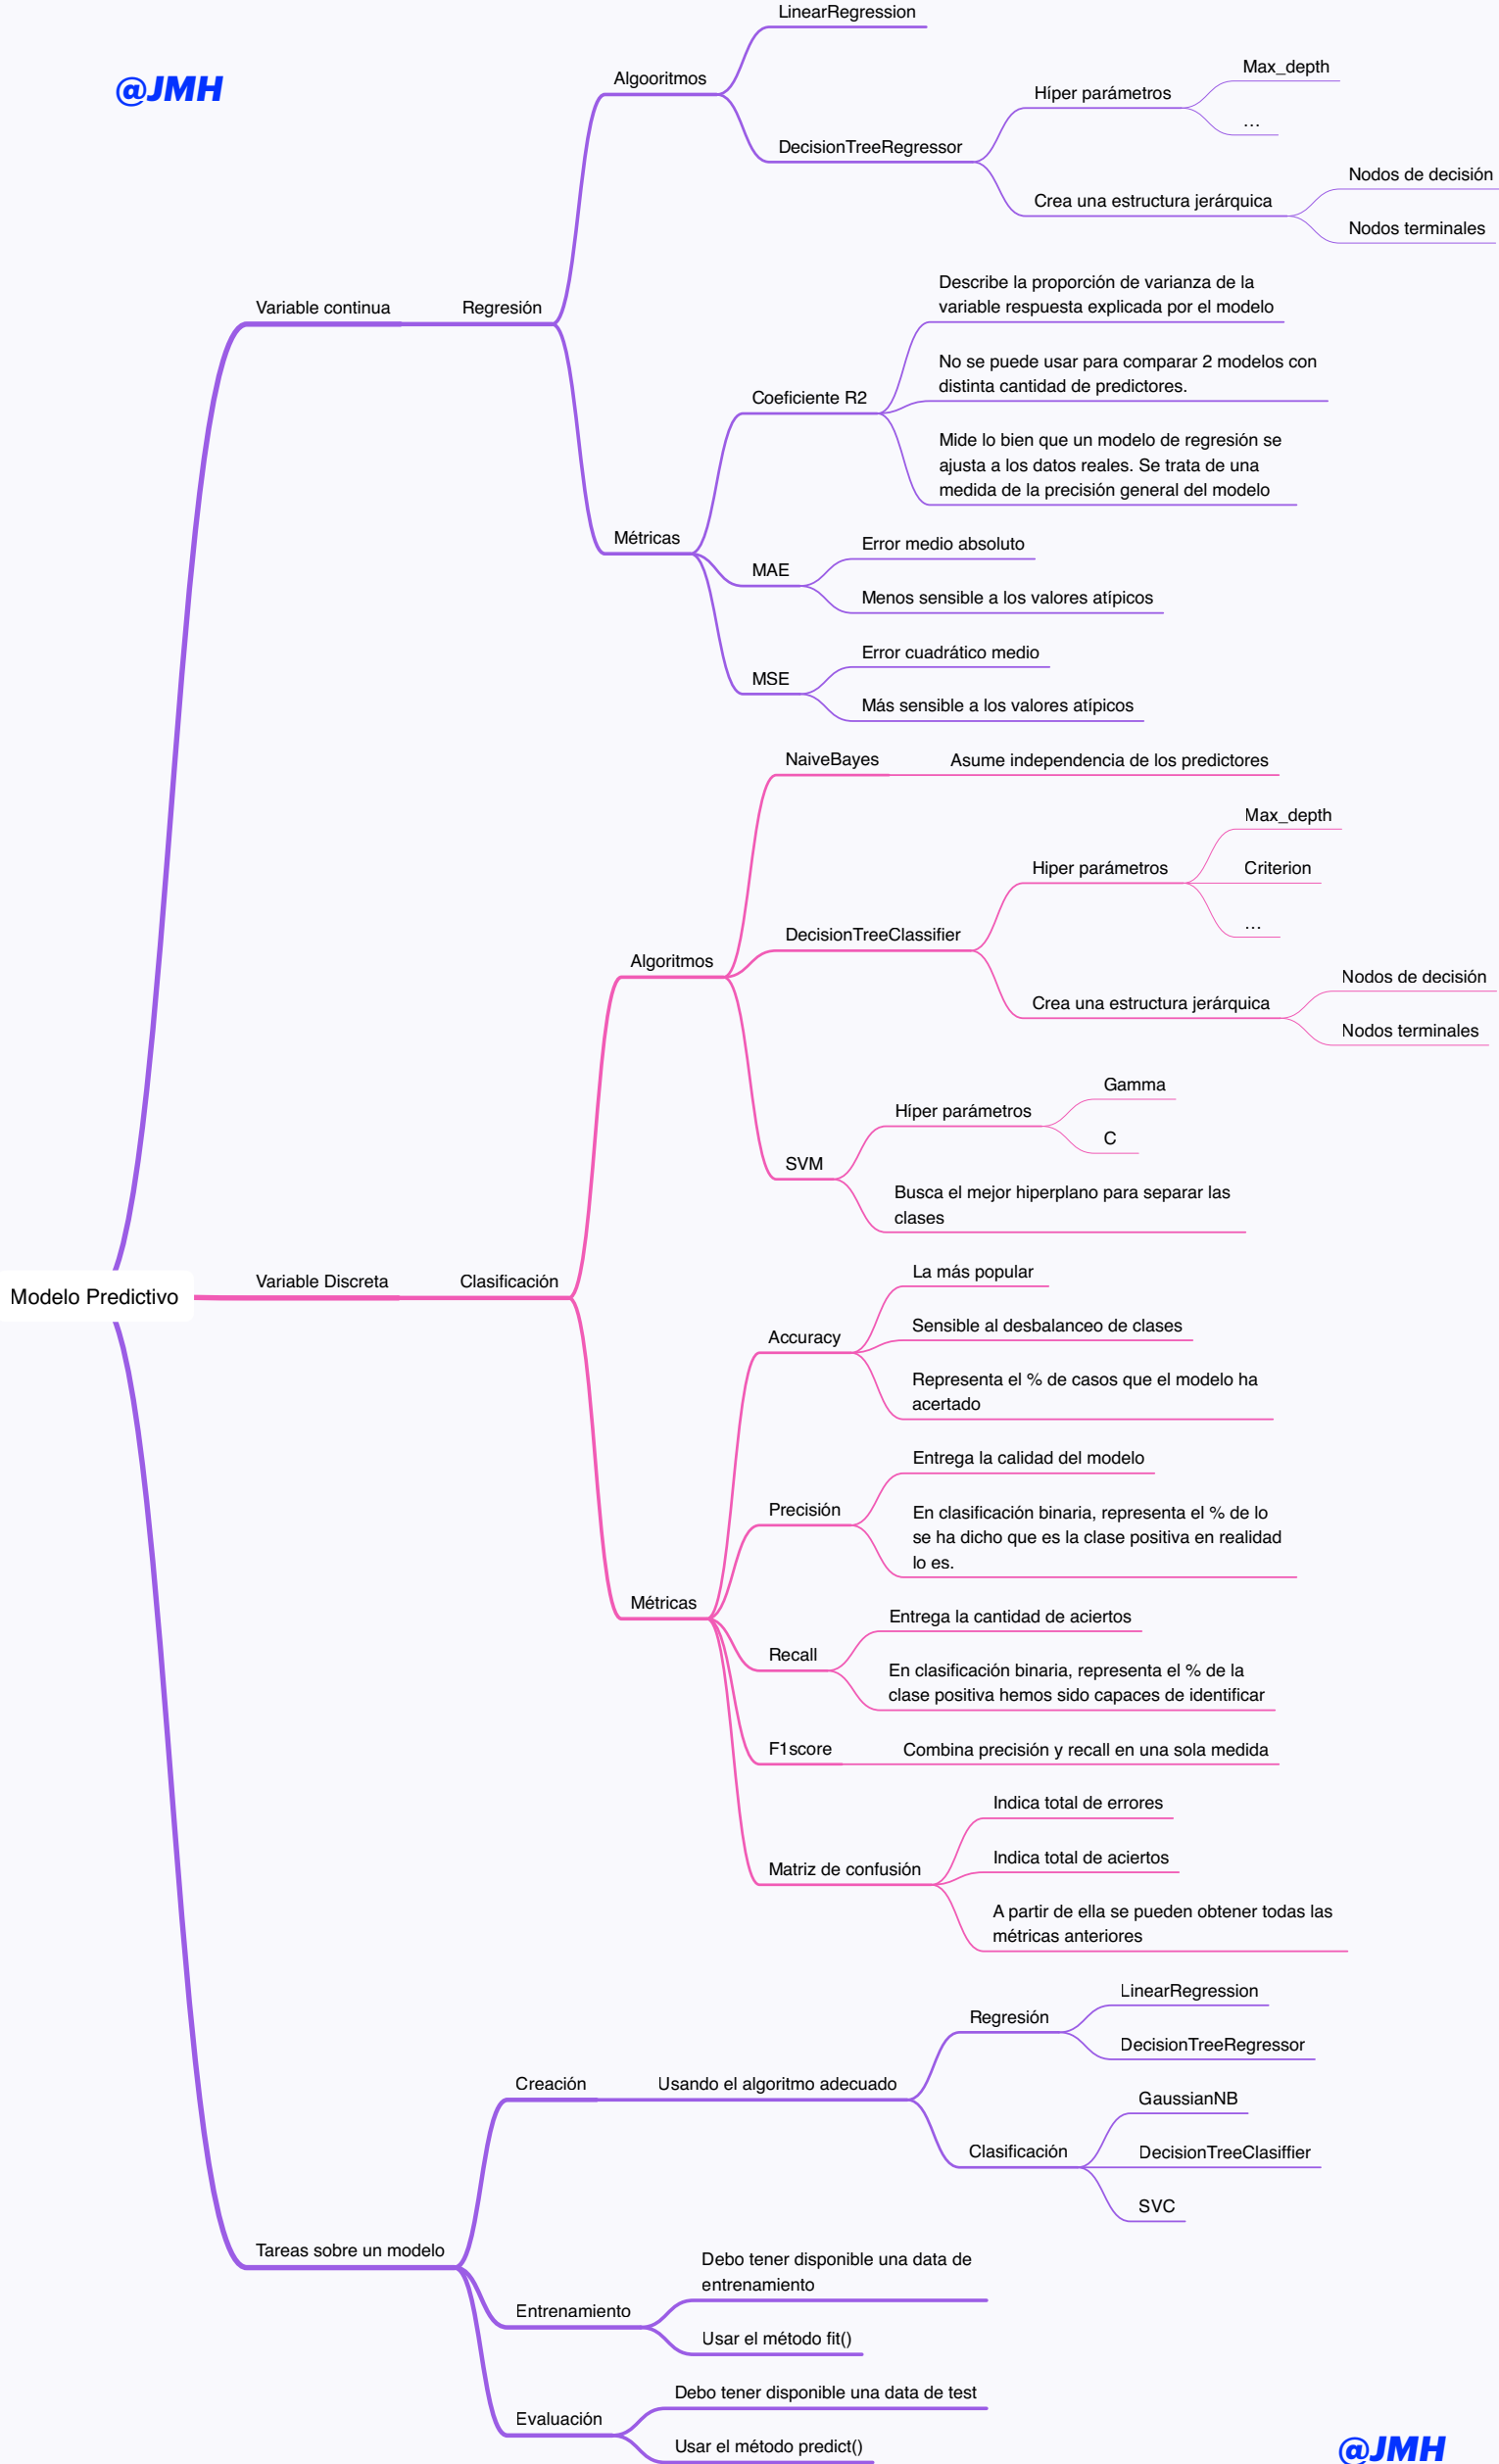 LinearRegression
@JMH
Algooritmos
Max_depth
Híper parámetros
...
DecisionTreeRegressor
Nodos de decisión
Crea una estructura jerárquica
Nodos terminales
Variable continua
Regresión
Describe la proporción de varianza de la
variable respuesta explicada por el modelo
No se puede usar para comparar 2 modelos con
distinta cantidad de predictores.
Coeficiente R2
Mide lo bien que un modelo de regresión se
ajusta a los datos reales. Se trata de una
medida de la precisión general del modelo
Métricas
Error medio absoluto
MAE
Menos sensible a los valores atípicos
Error cuadrático medio
MSE
Más sensible a los valores atípicos
NaiveBayes
Asume independencia de los predictores
Max_depth
Hiper parámetros
Criterion
...
DecisionTreeClassifier
Algoritmos
Nodos de decisión
Crea una estructura jerárquica
Nodos terminales
Gamma
Híper parámetros
C
SVM
Busca el mejor hiperplano para separar las
clases
Modelo Predictivo
Variable Discreta
Clasificación
La más popular
Accuracy
Sensible al desbalanceo de clases
Representa el % de casos que el modelo ha
acertado
Entrega la calidad del modelo
Precisión
En clasificación binaria, representa el % de lo
se ha dicho que es la clase positiva en realidad
lo es.
Métricas
Entrega la cantidad de aciertos
Recall
En clasificación binaria, representa el % de la
clase positiva hemos sido capaces de identificar
F1score
Combina precisión y recall en una sola medida
Indica total de errores
Matriz de confusión
Indica total de aciertos
A partir de ella se pueden obtener todas las
métricas anteriores
LinearRegression
Regresión
DecisionTreeRegressor
Creación
Usando el algoritmo adecuado
GaussianNB
Clasificación
DecisionTreeClasiffier
SVC
Tareas sobre un modelo
Debo tener disponible una data de
entrenamiento
Entrenamiento
Usar el método fit()
Debo tener disponible una data de test
Evaluación
Usar el método predict()
@JMH